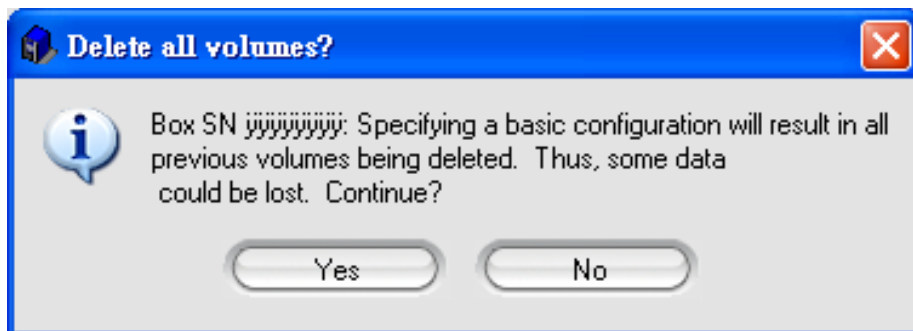 Delete all volumes?
Box SN ÿÿÿÿÿÿÿÿÿ: Specifying a basic configuration will result in all
previous volumes being deleted.  Thus, some data
could be lost.  Continue?
Yes
No